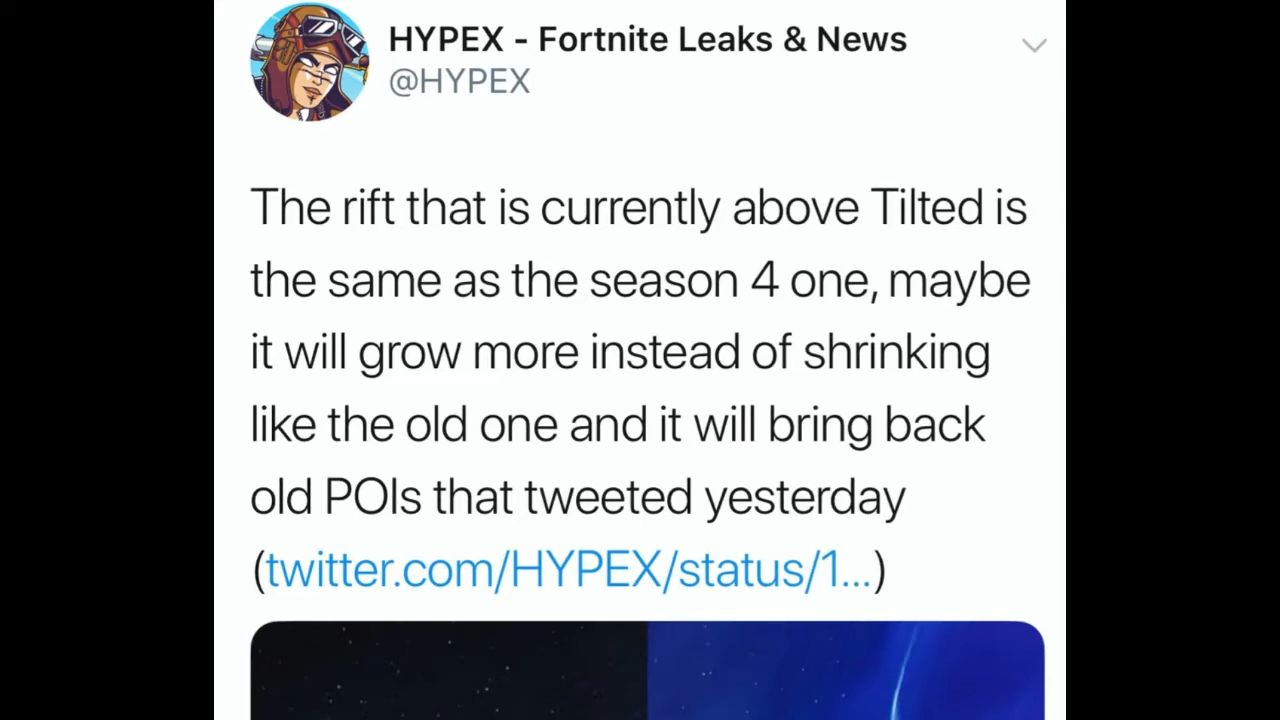 HYPEX - Fortnite Leaks & News
@HYPEX
The rift that is currently above Tilted is
the same as the season 4 one, maybe
it will grow more instead of shrinking
like the old one and it will bring back
old POIs that tweeted yesterday
(twitter.com/HYPEX/status/1...)